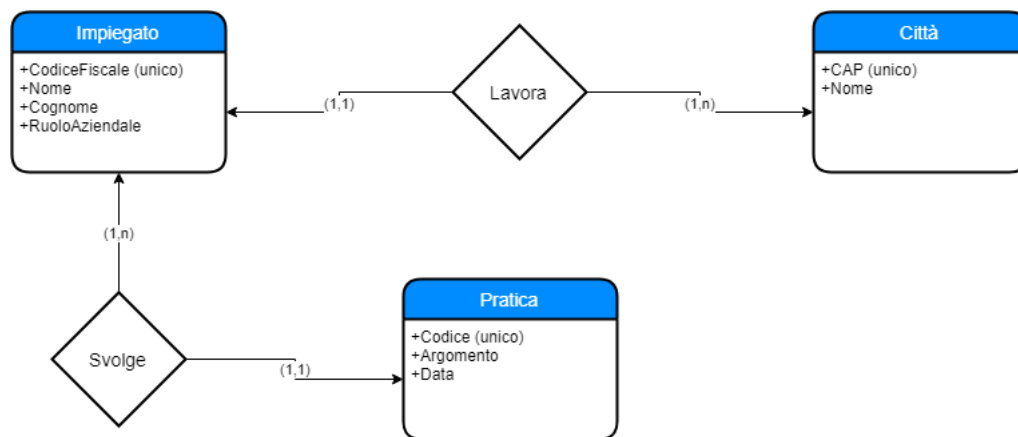 Impiegato
+CodiceFiscale (unico)
+Nome
+Cognome
+RuoloAziendale
(1,1)
Lavora
(1,n)
Città
+CAP (unico)
+Nome
(1,n)
Svolge
(1,1)
Pratica
+Codice (unico)
+Argomento
+Data